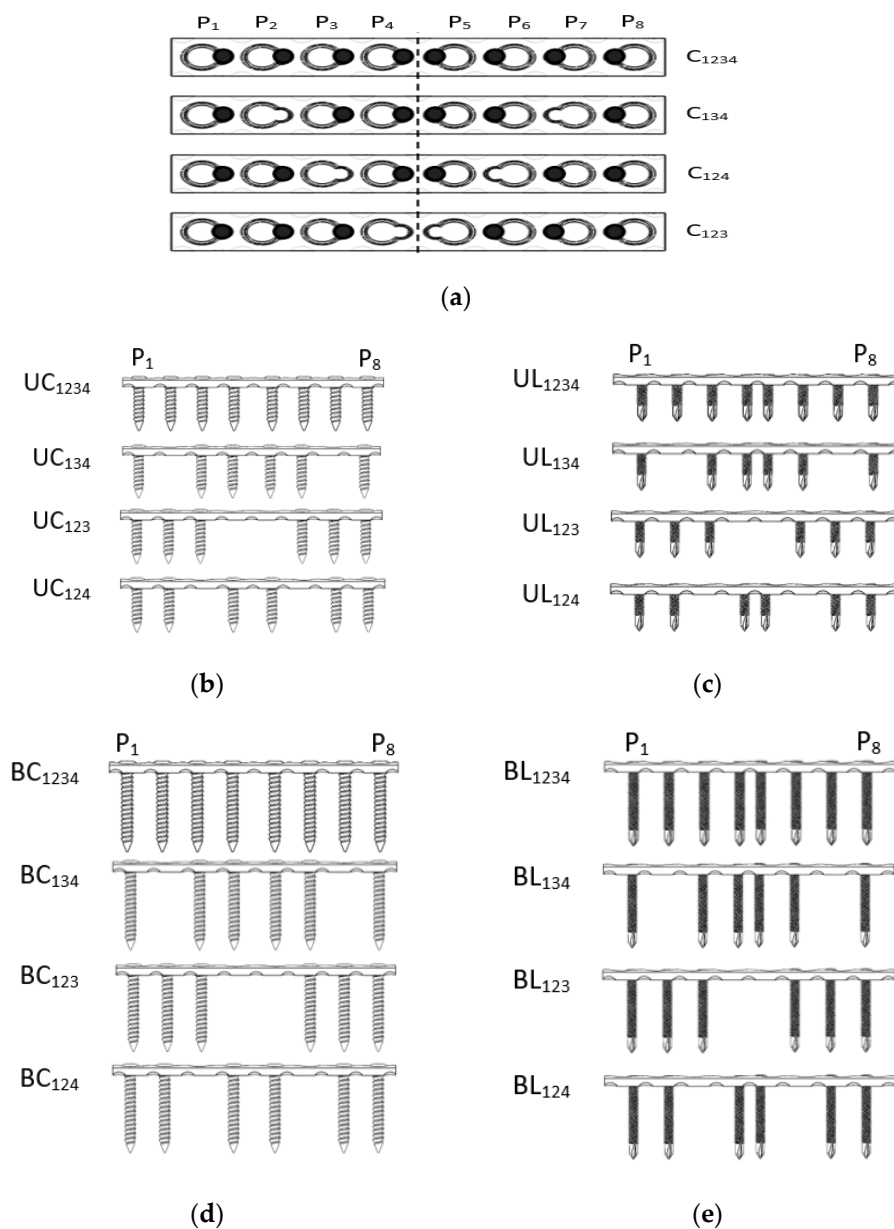 P₁ P₂ P₃ P₄ P₅ P₆ P₇ P₈
C₁₂₃₄
C₁₃₄
C₁₂₄
C₁₂₃
(a)
P₁ P₈
UC₁₂₃₄
UC₁₃₄
UC₁₂₃
UC₁₂₄
(b)
P₁ P₈
UL₁₂₃₄
UL₁₃₄
UL₁₂₃
UL₁₂₄
(c)
P₁ P₈
BC₁₂₃₄
BC₁₃₄
BC₁₂₃
BC₁₂₄
(d)
P₁ P₈
BL₁₂₃₄
BL₁₃₄
BL₁₂₃
BL₁₂₄
(e)